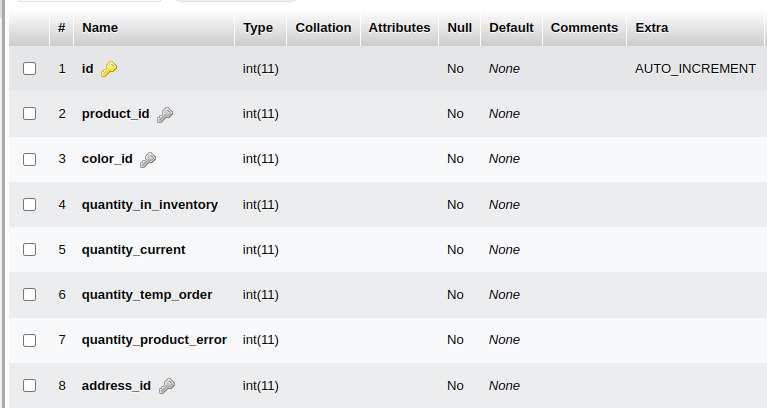 # Name Type Collation Attributes Null Default Comments Extra
1 id int(11) No None AUTO_INCREMENT
2 product_id int(11) No None
3 color_id int(11) No None
4 quantity_in_inventory int(11) No None
5 quantity_current int(11) No None
6 quantity_temp_order int(11) No None
7 quantity_product_error int(11) No None
8 address_id int(11) No None